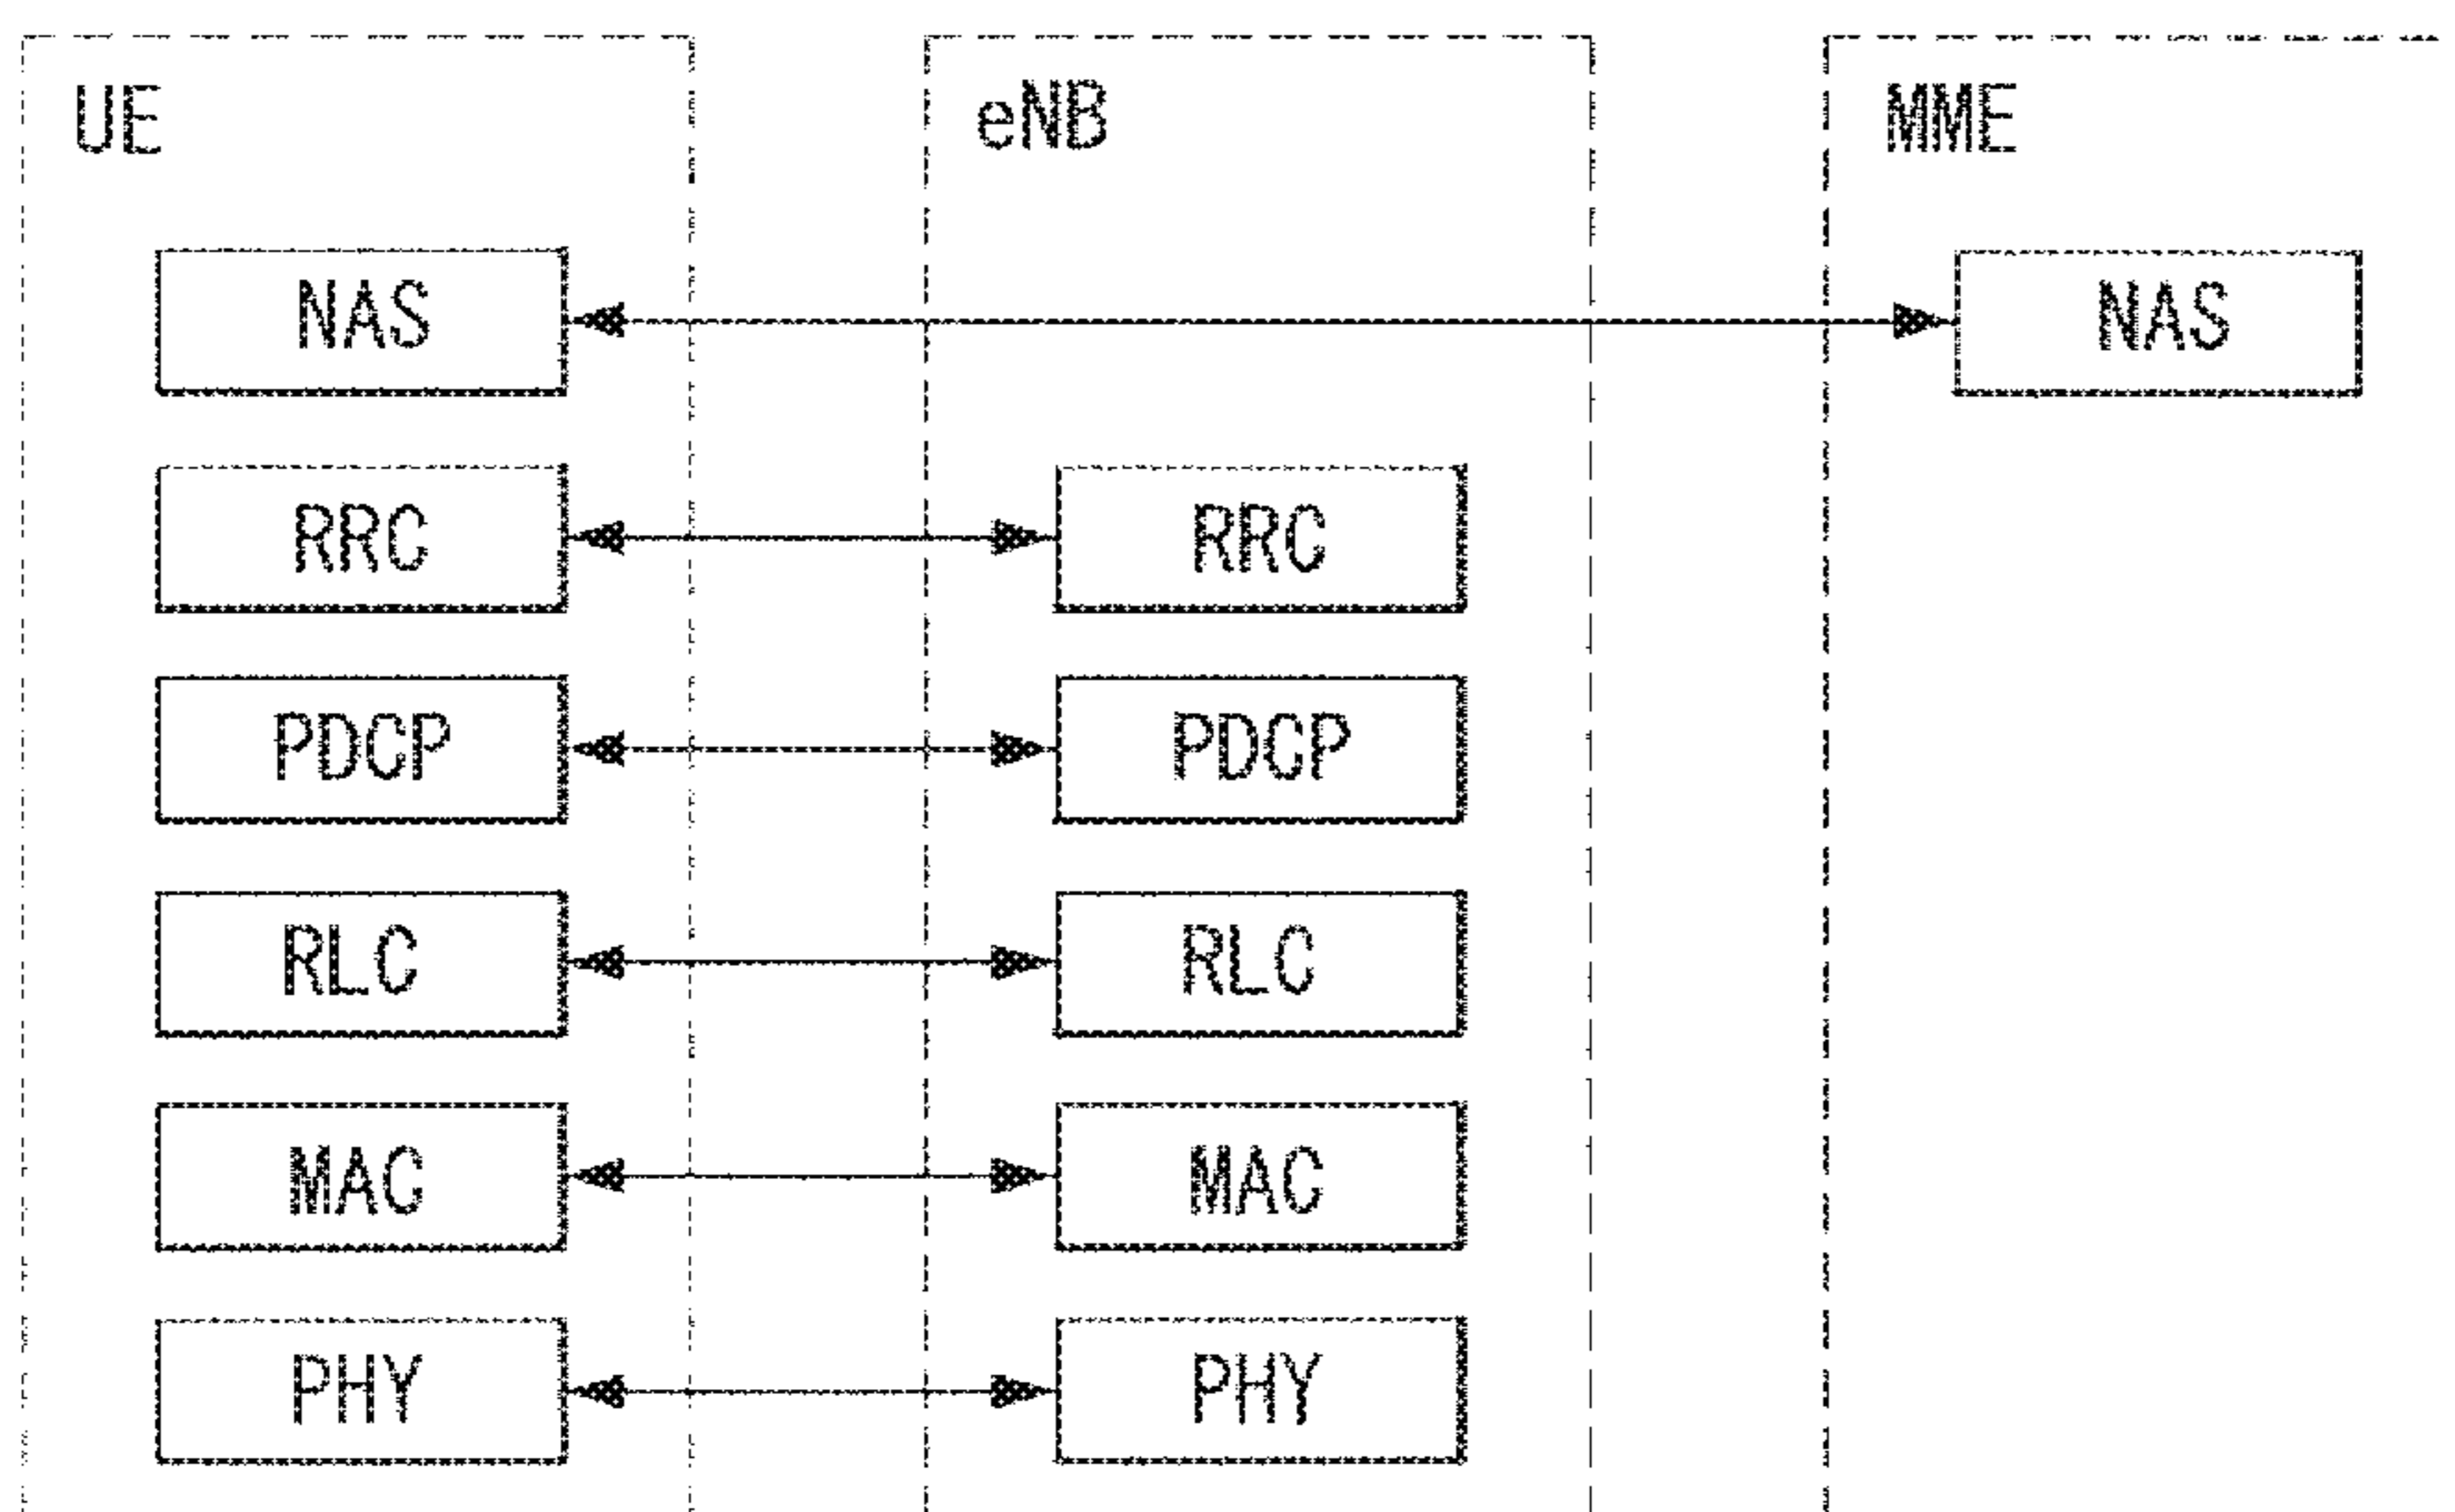 UE eNB MME
NAS NAS
RRC RRC
PDCP PDCP
RLC RLC
MAC MAC
PHY PHY